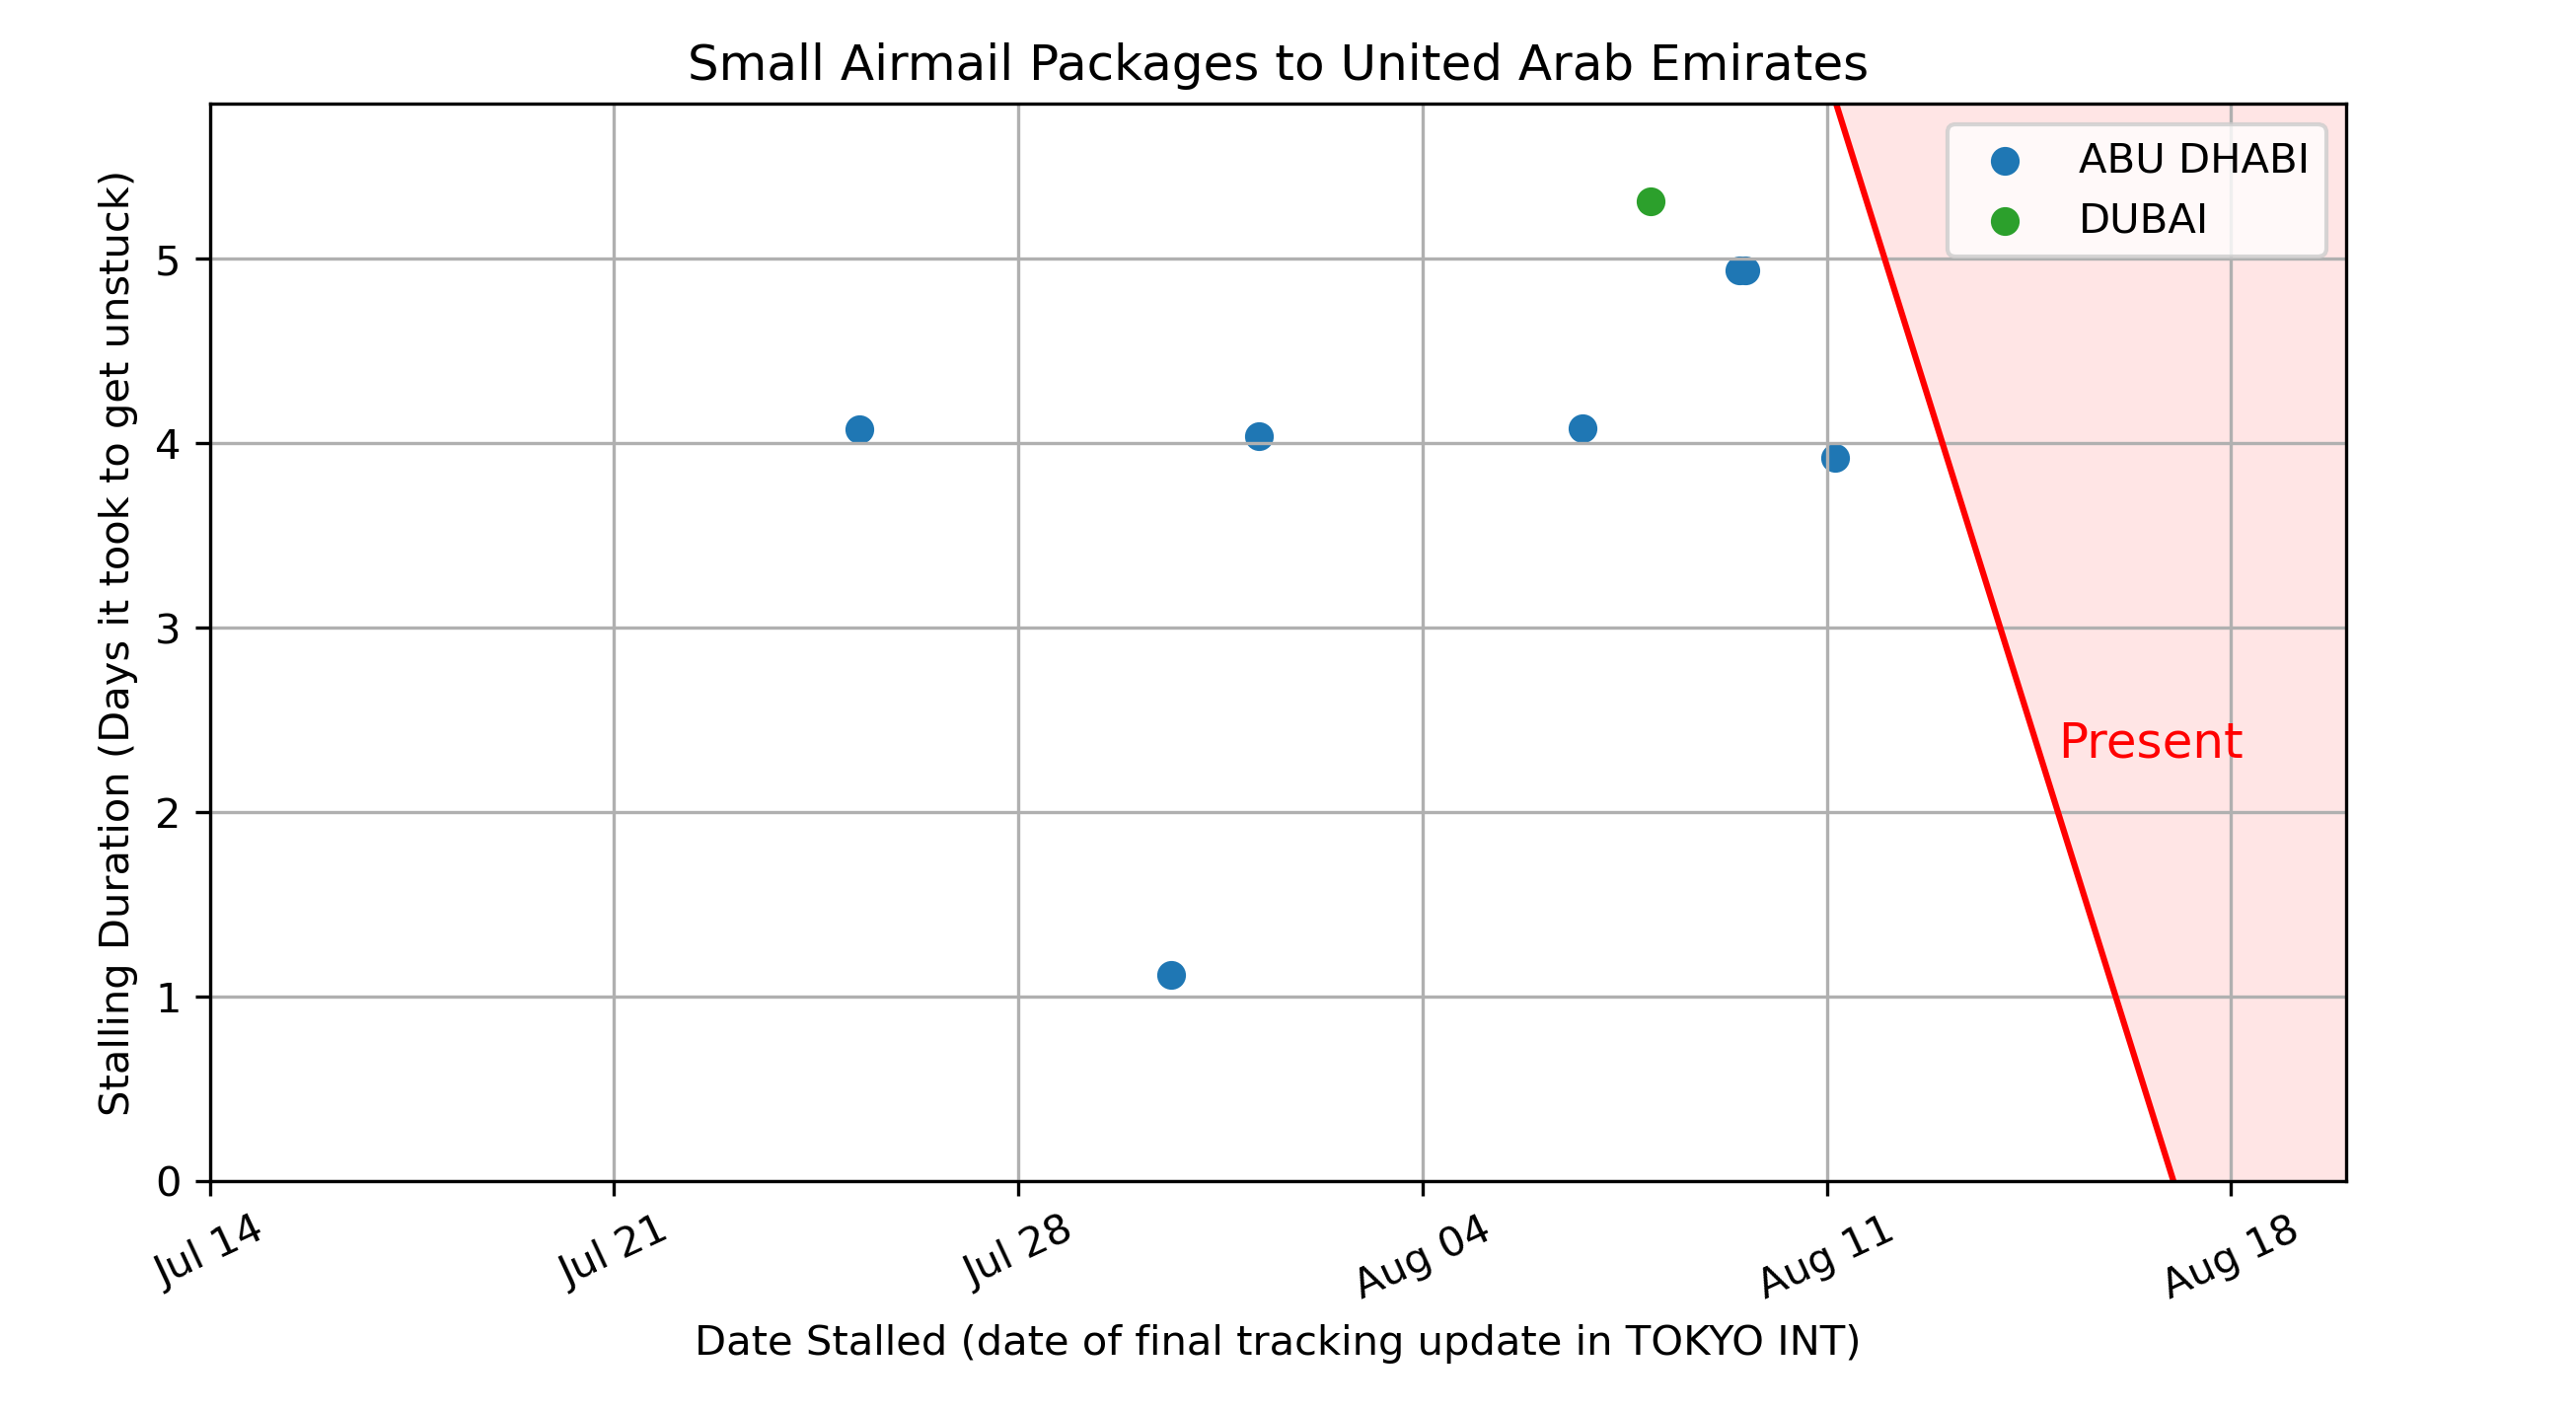 Small Airmail Packages to United Arab Emirates
ABU DHABI
DUBAI
Present
Stalling Duration (Days it took to get unstuck)
5
4
3
2
1
0
Jul 14
Jul 21
Jul 28
Aug 04
Aug 11
Aug 18
Date Stalled (date of final tracking update in TOKYO INT)